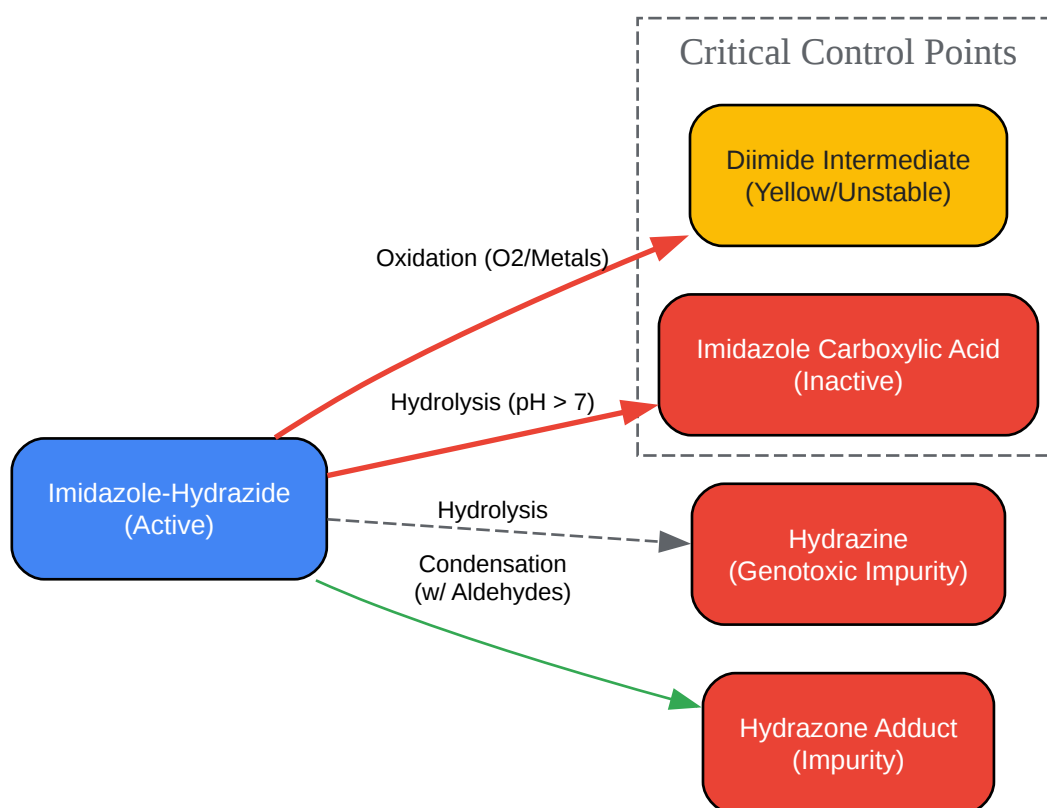 Critical Control Points
Diimide Intermediate
(Yellow/Unstable)
Oxidation (O2/Metals)
Imidazole Carboxylic Acid
(Inactive)
Hydrolysis (pH > 7)
Imidazole-Hydrazide
(Active)
Hydrolysis
Hydrazine
(Genotoxic Impurity)
Condensation
(w/ Aldehydes)
Hydrazone Adduct
(Impurity)